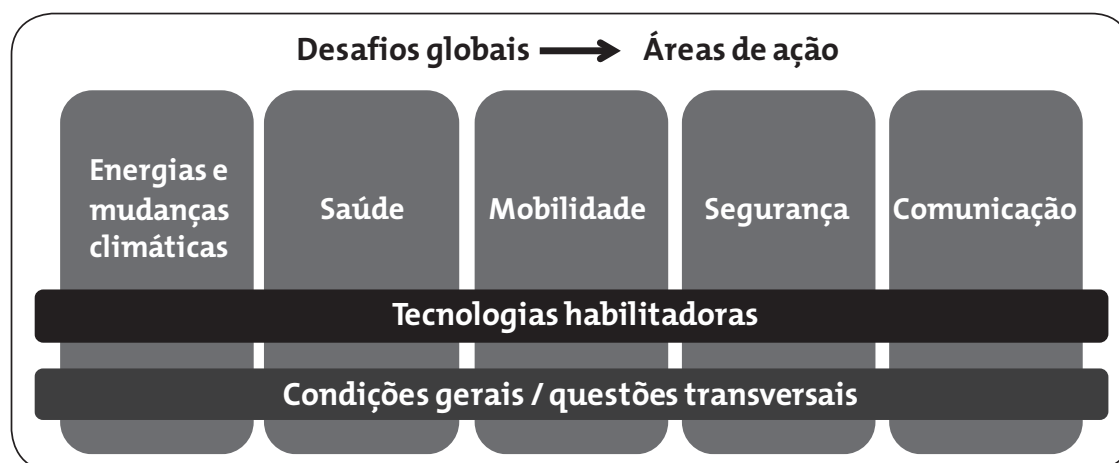 Desafios globais → Áreas de ação
Energias e
mudanças
climáticas
Saúde
Mobilidade
Segurança
Comunicação
Tecnologias habilitadoras
Condições gerais / questões transversais